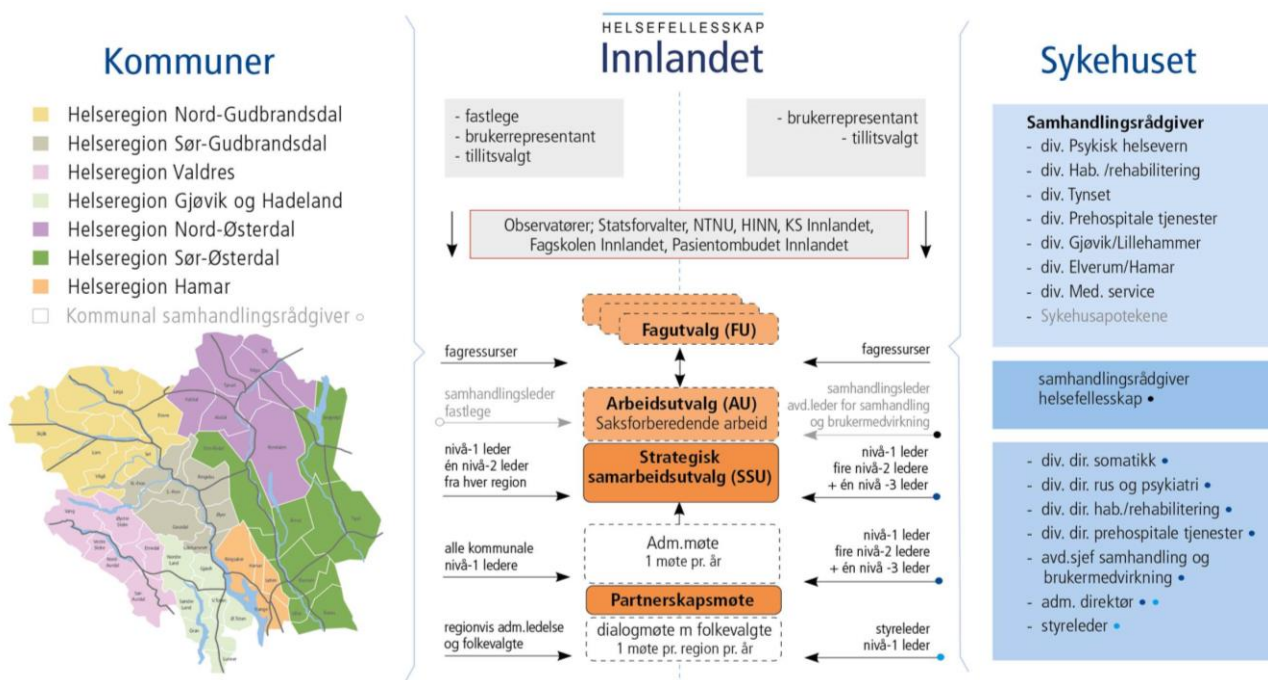 Kommuner
Helseregion Nord-Gudbrandsdal
Helseregion Sør-Gudbrandsdal
Helseregion Valdres
Helseregion Gjøvik og Hadeland
Helseregion Nord-Østerdal
Helseregion Sør-Østerdal
Helseregion Hamar
Kommunal samhandlingsrådgiver
HELSEFELLESSKAP
Innlandet
- fastlege
- brukerrepresentant
- tillitsvalgt
- brukerrepresentant
- tillitsvalgt
Observatører; Statsforvalter, NTNU, HINN, KS Innlandet,
Fagskolen Innlandet, Pasientombudet Innlandet
Fagutvalg (FU)
fagressurser
fagressurser
samhandlingsleder
fastlege
Arbeidsutvalg (AU)
Saksforberedende arbeid
samhandlingsleder
avd.leder for samhandling
og brukermedvirkning
nivå-1 leder
én nivå-2 leder
fra hver region
Strategisk
samarbeidsutvalg (SSU)
nivå-1 leder
fire nivå-2 ledere
+ én nivå -3 leder
alle kommunale
nivå-1 ledere
Adm.møte
1 møte pr. år
nivå-1 leder
fire nivå-2 ledere
+ én nivå -3 leder
Partnerskapsmøte
regionvis adm.ledelse
og folkevalgte
dialogmøte m folkevalgte
1 møte pr. region pr. år
styreleder
nivå-1 leder
Sykehuset
Samhandlingsrådgiver
- div. Psykisk helsevern
- div. Hab. /rehabilitering
- div. Tynset
- div. Prehospitale tjenester
- div. Gjøvik/Lillehammer
- div. Elverum/Hamar
- div. Med. service
- Sykehusapotekene
samhandlingsrådgiver
helsefellesskap
- div. dir. somatikk
- div. dir. rus og psykiatri
- div. dir. hab./rehabilitering
- div. dir. prehospitale tjenester
- avd.sjef samhandling og
brukermedvirkning
- adm. direktør
- styreleder